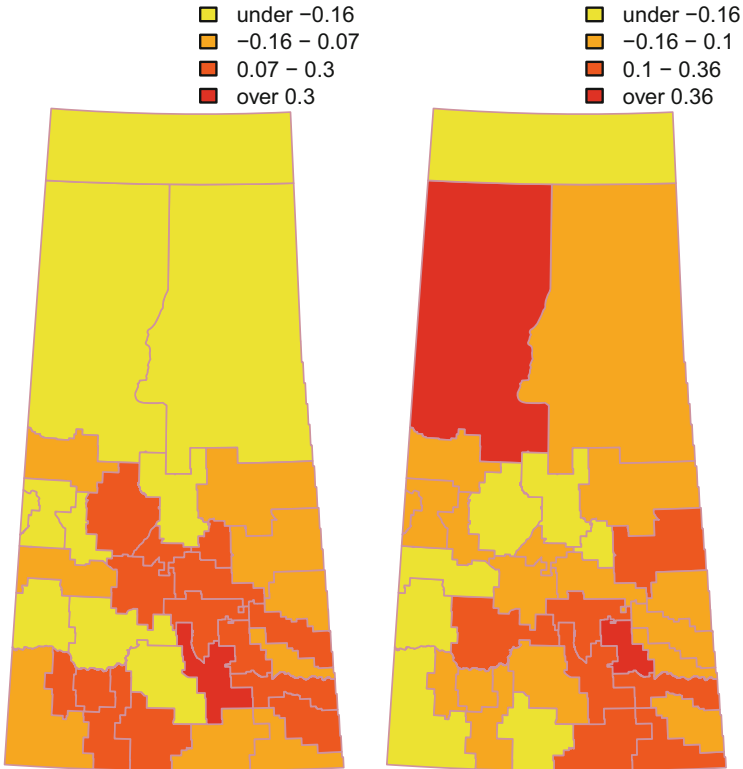 under −0.16
−0.16 − 0.07
0.07 − 0.3
over 0.3
under −0.16
−0.16 − 0.1
0.1 − 0.36
over 0.36